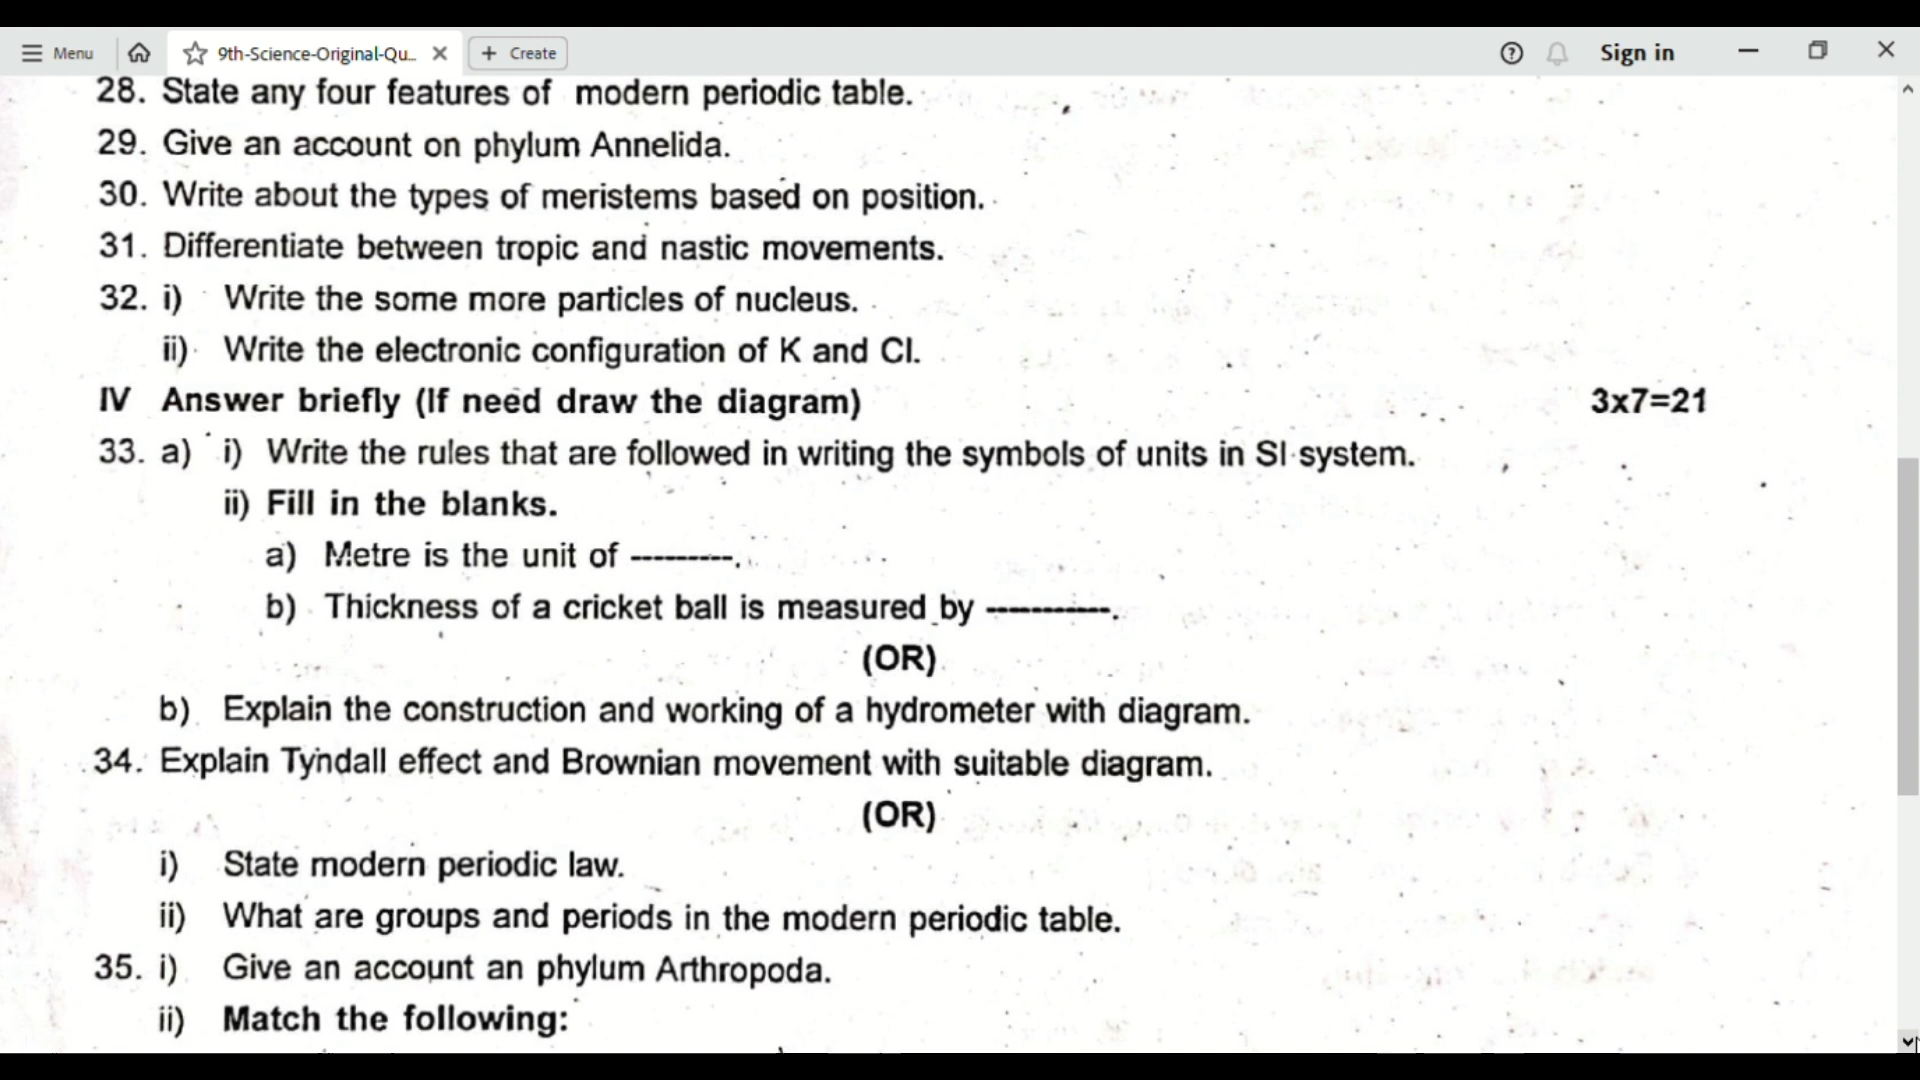 Menu
9th-Science-Original-Qu...
Create
Sign in
28. State any four features of modern periodic table.
29. Give an account on phylum Annelida.
30. Write about the types of meristems based on position.
31. Differentiate between tropic and nastic movements.
32. i) Write the some more particles of nucleus.
ii) Write the electronic configuration of K and Cl.
IV Answer briefly (If need draw the diagram) 3x7=21
33. a) i) Write the rules that are followed in writing the symbols of units in SI system.
ii) Fill in the blanks.
a) Metre is the unit of ---------.
b) Thickness of a cricket ball is measured by -----------.
(OR)
b) Explain the construction and working of a hydrometer with diagram.
34. Explain Tyndall effect and Brownian movement with suitable diagram.
(OR)
i) State modern periodic law.
ii) What are groups and periods in the modern periodic table.
35. i) Give an account an phylum Arthropoda.
ii) Match the following: